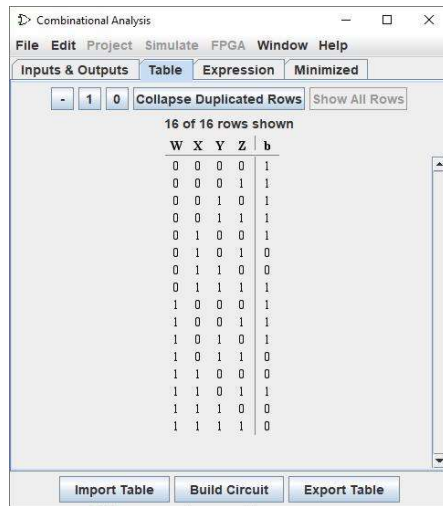 Combinational Analysis
File Edit Project Simulate FPGA Window Help
Inputs & Outputs Table Expression Minimized
- 1 0 Collapse Duplicated Rows Show All Rows
16 of 16 rows shown
W X Y Z b
0 0 0 0 1
0 0 0 1 1
0 0 1 0 1
0 0 1 1 1
0 1 0 0 1
0 1 0 1 0
0 1 1 0 0
0 1 1 1 1
1 0 0 0 1
1 0 0 1 1
1 0 1 0 1
1 0 1 1 0
1 1 0 0 0
1 1 0 1 1
1 1 1 0 0
1 1 1 1 0
Import Table Build Circuit Export Table